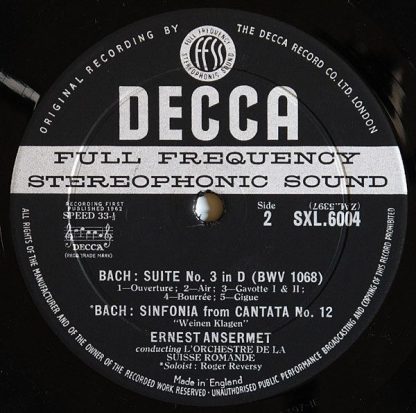 ORIGINAL RECORDING BY THE DECCA RECORD CO. LTD. LONDON
FULL FREQUENCY
ffss
STEREOPHONIC SOUND
DECCA
FULL FREQUENCY
STEREOPHONIC SOUND
RECORDING FIRST
PUBLISHED 1962
SPEED 33⅓
DECCA
(REGD. TRADE MARK)
Side
2
(ZAL.5397)
SXL.6004
BACH: SUITE No. 3 in D (BWV 1068)
1—Ouverture; 2—Air; 3—Gavotte I & II;
4—Bourrée; 5—Gigue
*BACH: SINFONIA from CANTATA No. 12
"Weinen Klagen"
ERNEST ANSERMET
conducting L'ORCHESTRE DE LA
SUISSE ROMANDE
*Soloist: Roger Reversy
Made in England
ALL RIGHTS OF THE MANUFACTURER AND OF THE OWNER OF THE RECORDED WORK RESERVED · UNAUTHORISED PUBLIC PERFORMANCE BROADCASTING AND COPYING OF THIS RECORD PROHIBITED